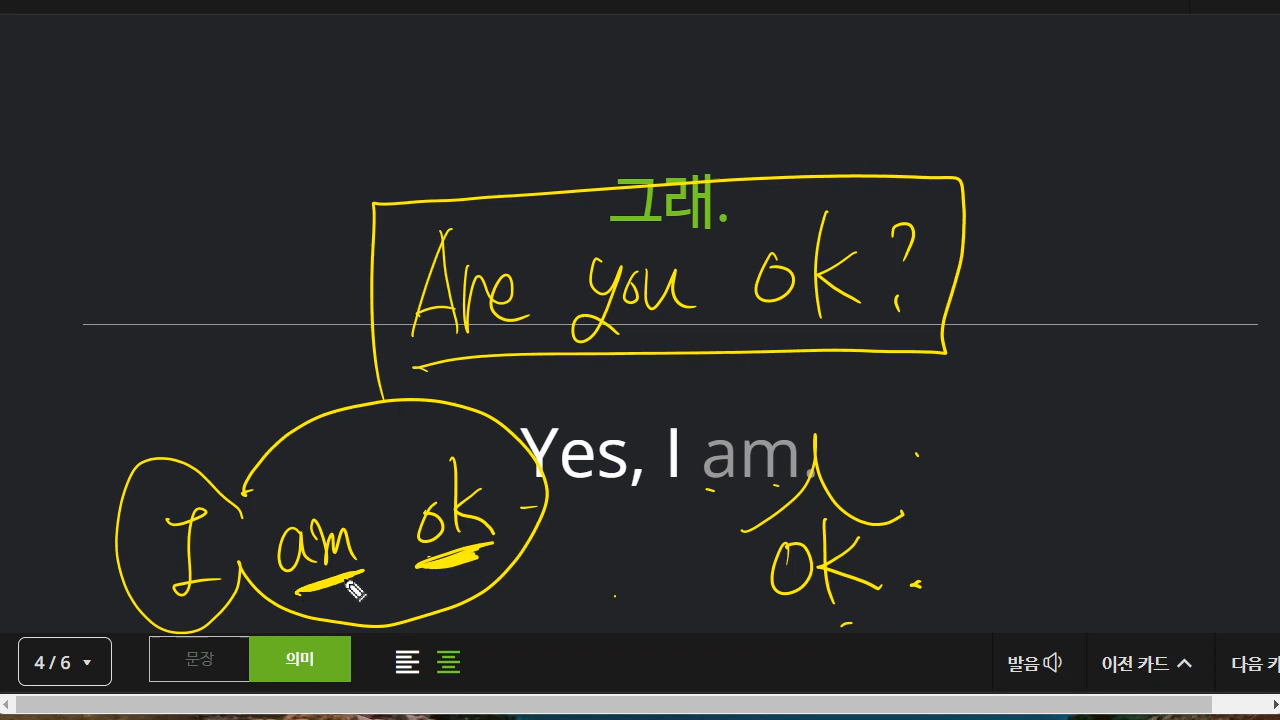 그래.
Are you ok?
Yes, I am.
I am ok
ok.
4 / 6
문장 의미
발음 이전 카드 다음